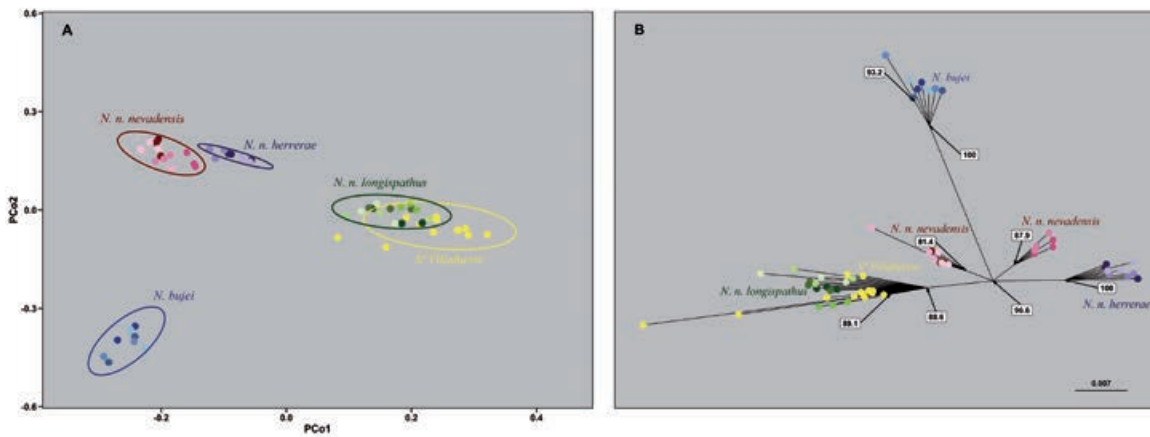 A
0.6
0.3
0.0
-0.3
-0.6
PCo2
-0.2
0.0
0.2
0.4
PCo1
N. n. nevadensis
N. n. herrerae
N. n. longispathus
N. bujei
B
93.2
N. bujei
100
N. n. nevadensis
81.4
N. n. nevadensis
87.9
N. n. longispathus
100
N. n. herrerae
89.1
88.6
96.6
0.007